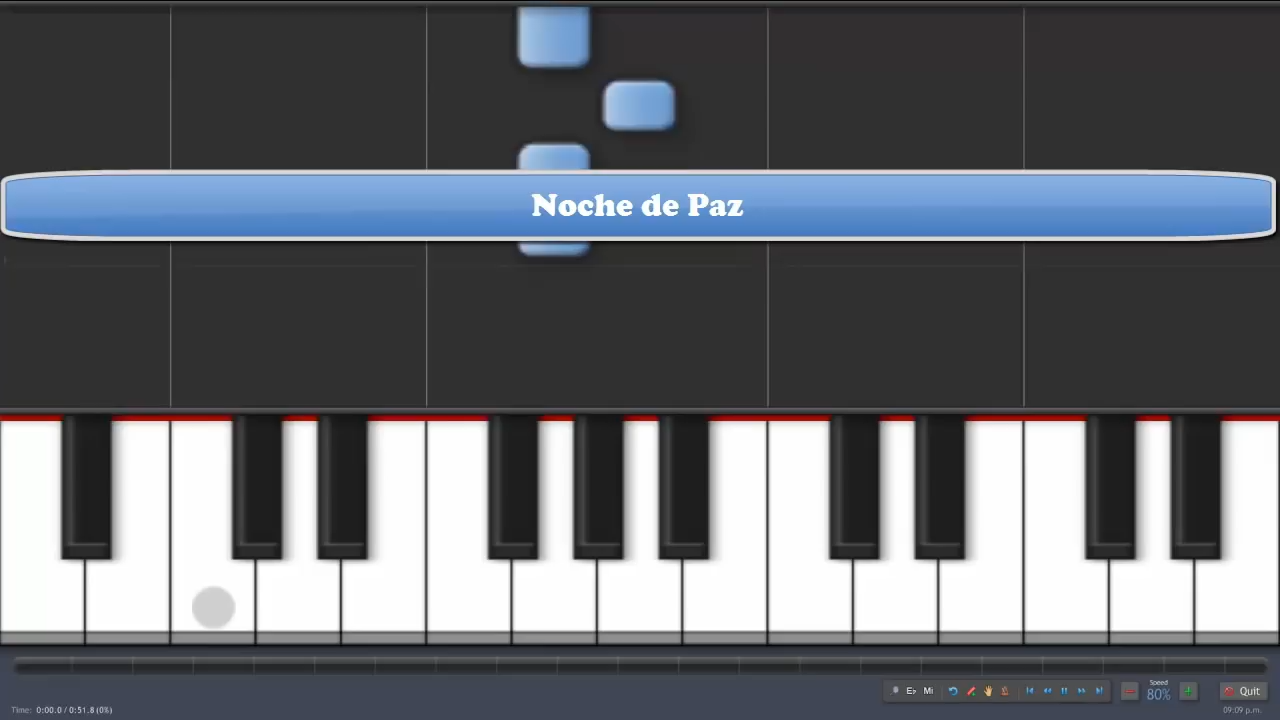 Noche de Paz
E♭ Mi
Speed
80%
Quit
Time: 0:00.0 / 0:51.8 (0%)
09:09 p.m.